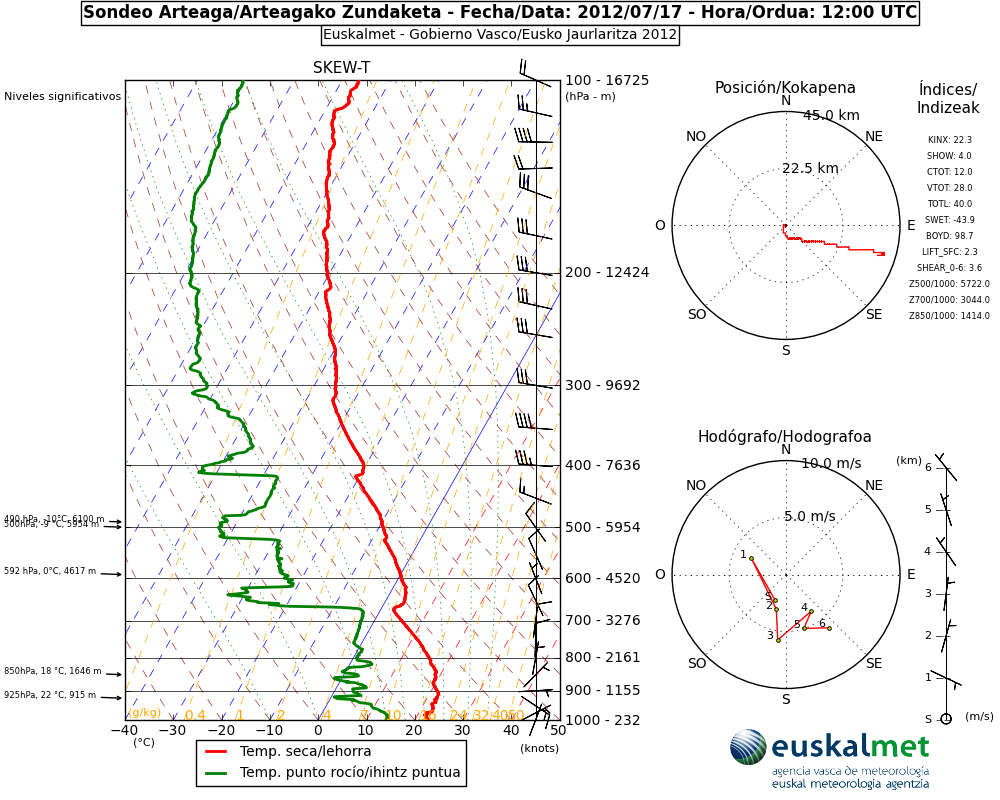 Sondeo Arteaga/Arteagako Zundaketa - Fecha/Data: 2012/07/17 - Hora/Ordua: 12:00 UTC
Euskalmet - Gobierno Vasco/Eusko Jaurlaritza 2012
SKEW-T
Niveles significativos
490 hPa, -10°C, 6100 m
500hPa, -9 °C, 5954 m
592 hPa, 0°C, 4617 m
850hPa, 18 °C, 1646 m
925hPa, 22 °C, 915 m
100 - 16725
(hPa - m)
200 - 12424
300 - 9692
400 - 7636
500 - 5954
600 - 4520
700 - 3276
800 - 2161
900 - 1155
1000 - 232
(g/kg) 0.4 1 2 4 7 10 16 24 32 40 50
−40 −30 −20 −10 0 10 20 30 40 50
(°C)
(knots)
Temp. seca/lehorra
Temp. punto rocío/ihintz puntua
Posición/Kokapena
N
45.0 km
NO
NE
22.5 km
O
E
SO
SE
S
Índices/
Indizeak
KINX: 22.3
SHOW: 4.0
CTOT: 12.0
VTOT: 28.0
TOTL: 40.0
SWET: -43.9
BOYD: 98.7
LIFT_SFC: 2.3
SHEAR_0-6: 3.6
Z500/1000: 5722.0
Z700/1000: 3044.0
Z850/1000: 1414.0
Hodógrafo/Hodografoa
N
10.0 m/s
NO
NE
5.0 m/s
1
O
E
S
2
4
5
6
3
SO
SE
S
(km)
6
5
4
3
2
1
S
(m/s)
euskalmet
agencia vasca de meteorología
euskal meteorologia agentzia